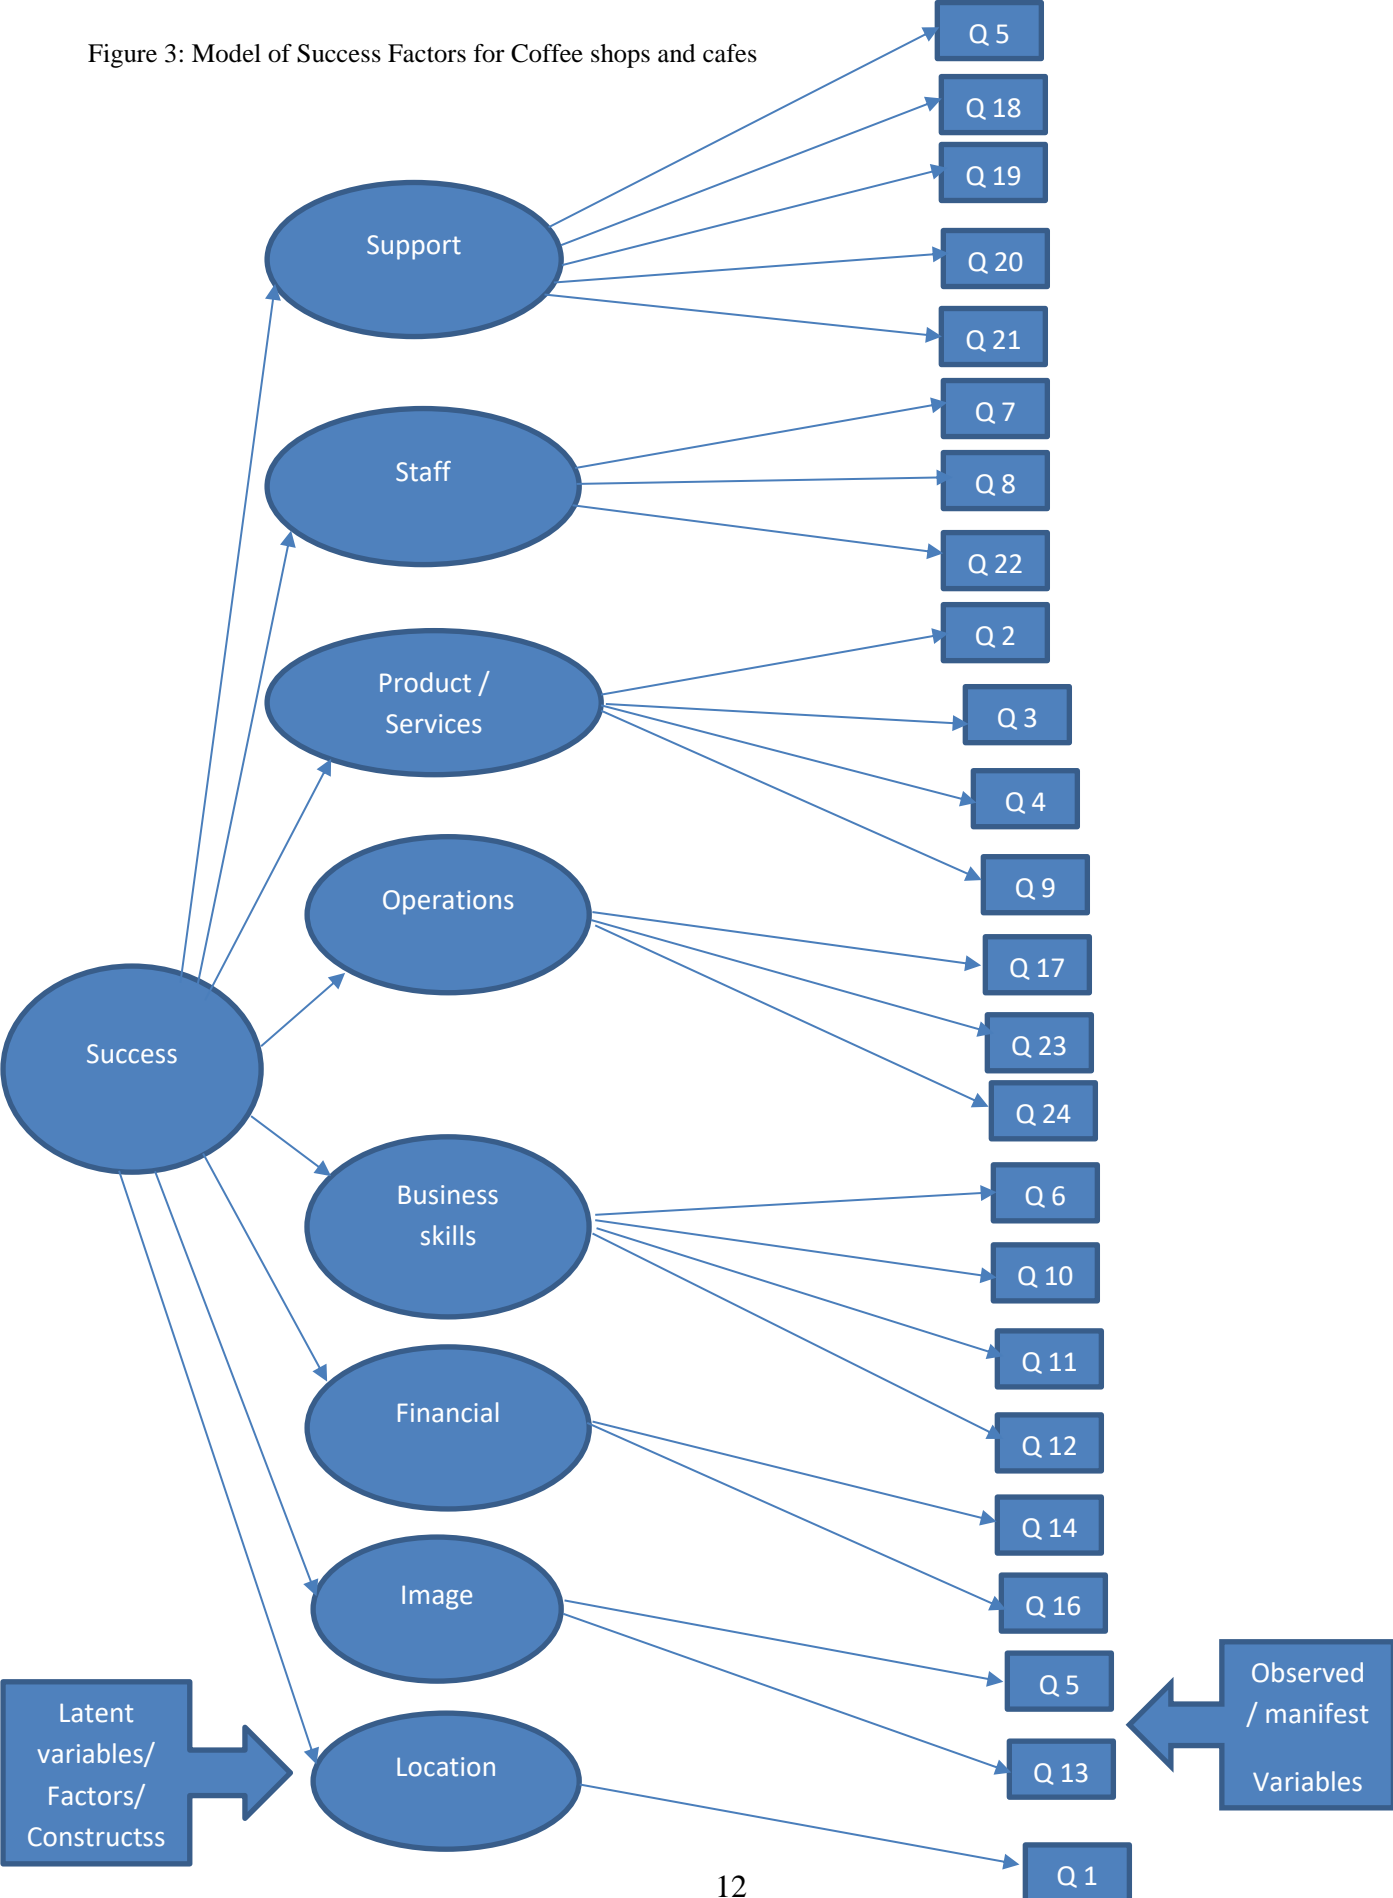 Figure 3: Model of Success Factors for Coffee shops and cafes
Q 5
Q 18
Q 19
Support
Q 20
Q 21
Q 7
Staff
Q 8
Q 22
Q 2
Product /
Services
Q 3
Q 4
Q 9
Operations
Q 17
Q 23
Success
Q 24
Q 6
Business
skills
Q 10
Q 11
Financial
Q 12
Q 14
Image
Q 16
Q 5
Observed
/ manifest
Variables
Latent
variables/
Factors/
Constructss
Location
Q 13
Q 1
12